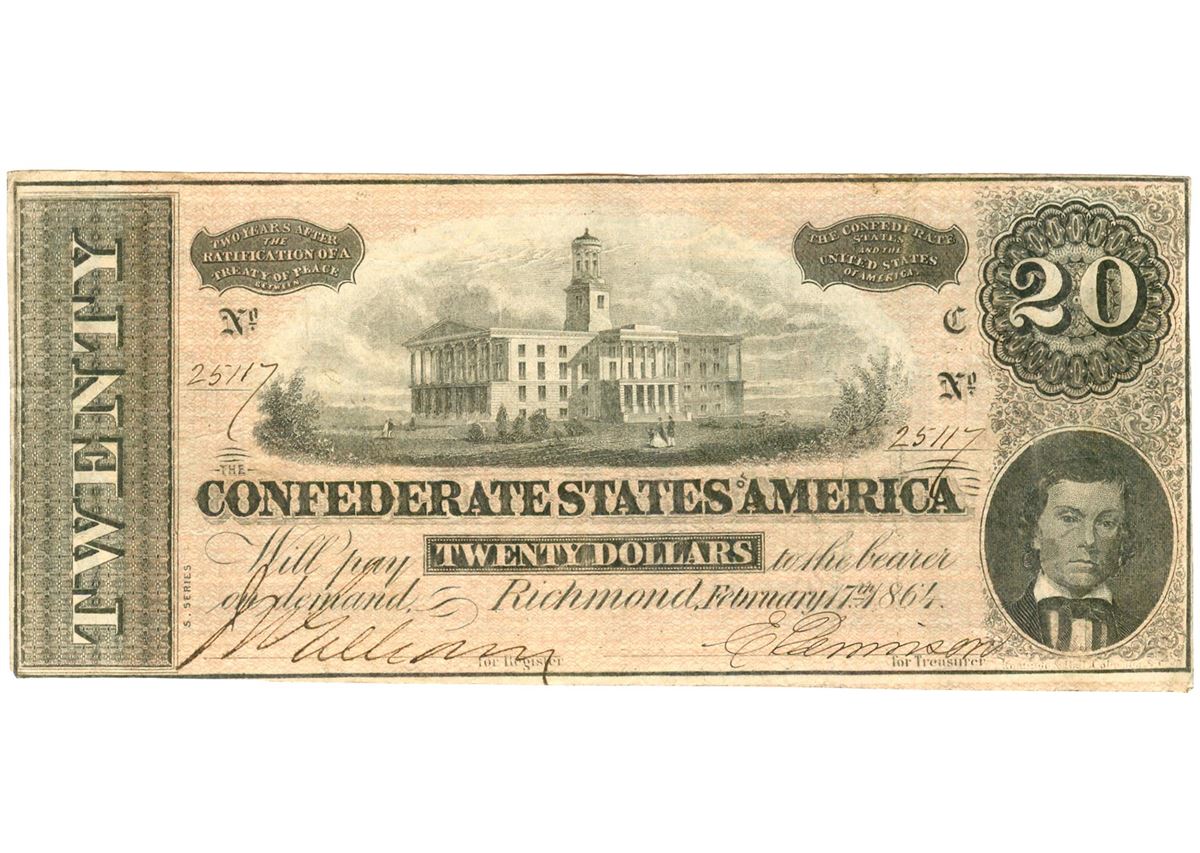 TWENTY
TWO YEARS AFTER
THE
RATIFICATION OF A
TREATY OF PEACE
BETWEEN
THE CONFEDERATE
STATES
AND THE
UNITED STATES
OF AMERICA.
20
No
C
25117
No
25117
THE
CONFEDERATE STATES OF AMERICA
Will pay TWENTY DOLLARS to the bearer
on demand. Richmond, February 17th 1864.
S. SERIES
for Register
for Treasurer